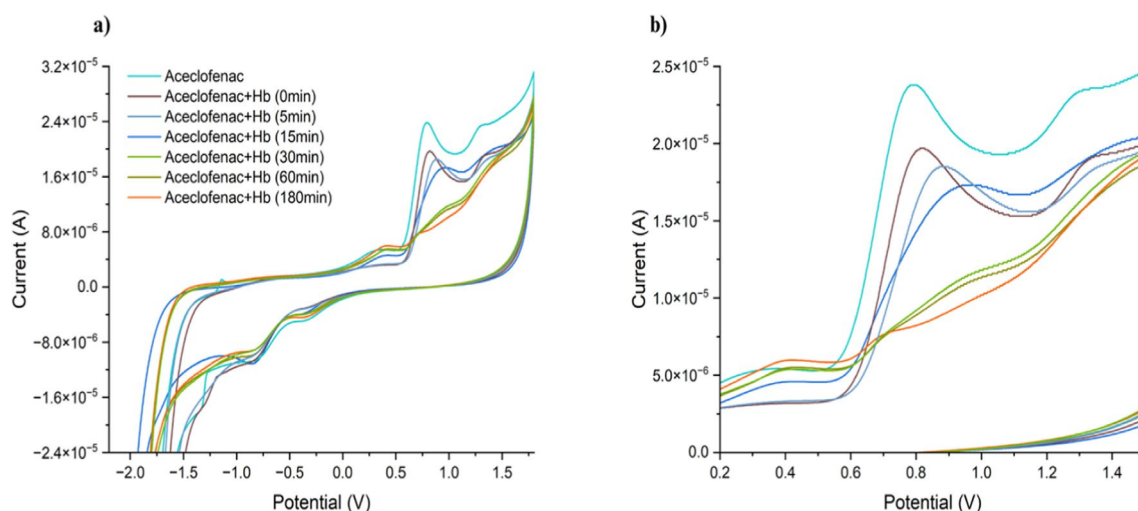 a)
3.2×10⁻⁵
2.4×10⁻⁵
1.6×10⁻⁵
8.0×10⁻⁶
0.0
−8.0×10⁻⁶
−1.6×10⁻⁵
−2.4×10⁻⁵
Current (A)
Aceclofenac
Aceclofenac+Hb (0min)
Aceclofenac+Hb (5min)
Aceclofenac+Hb (15min)
Aceclofenac+Hb (30min)
Aceclofenac+Hb (60min)
Aceclofenac+Hb (180min)
−2.0 −1.5 −1.0 −0.5 0.0 0.5 1.0 1.5
Potential (V)
b)
2.5×10⁻⁵
2.0×10⁻⁵
1.5×10⁻⁵
1.0×10⁻⁵
5.0×10⁻⁶
0.0
Current (A)
0.2 0.4 0.6 0.8 1.0 1.2 1.4
Potential (V)